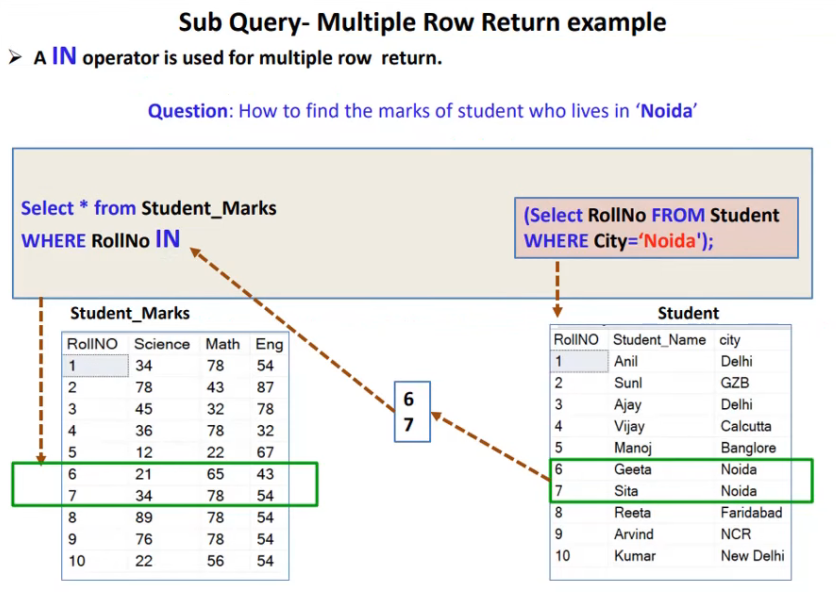 Sub Query- Multiple Row Return example
➢ A IN operator is used for multiple row return.
Question: How to find the marks of student who lives in ‘Noida’
Select * from Student_Marks
WHERE RollNo IN
(Select RollNo FROM Student
WHERE City=‘Noida');
Student_Marks
RollNO Science Math Eng
1 34 78 54
2 78 43 87
3 45 32 78
4 36 78 32
5 12 22 67
6 21 65 43
7 34 78 54
8 89 78 54
9 76 78 54
10 22 56 54
6
7
Student
RollNO Student_Name city
1 Anil Delhi
2 Sunl GZB
3 Ajay Delhi
4 Vijay Calcutta
5 Manoj Banglore
6 Geeta Noida
7 Sita Noida
8 Reeta Faridabad
9 Arvind NCR
10 Kumar New Delhi